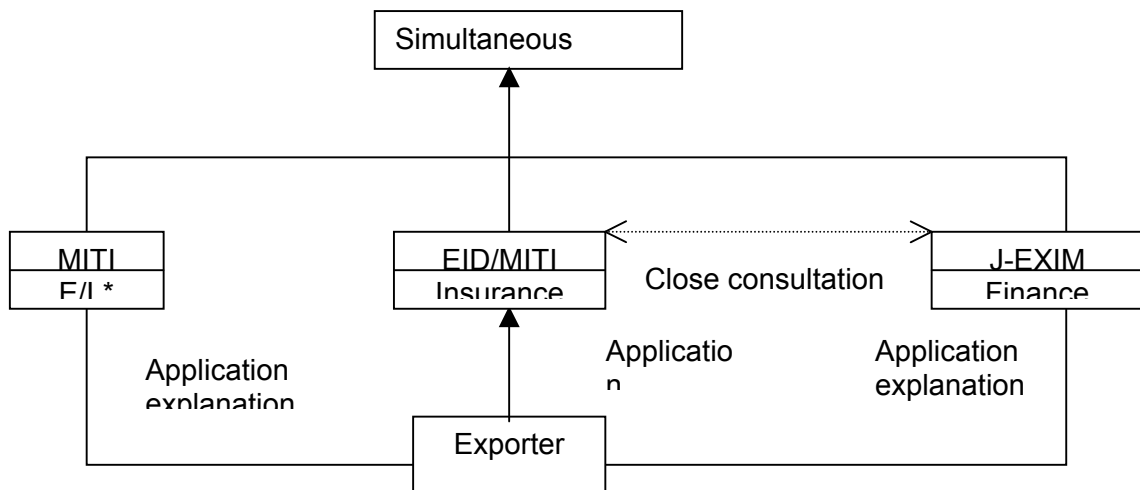 Simultaneous
MITI
E/L*
EID/MITI
Insurance
Close consultation
J-EXIM
Finance
Application
explanation
Applicatio
n
Application
explanation
Exporter